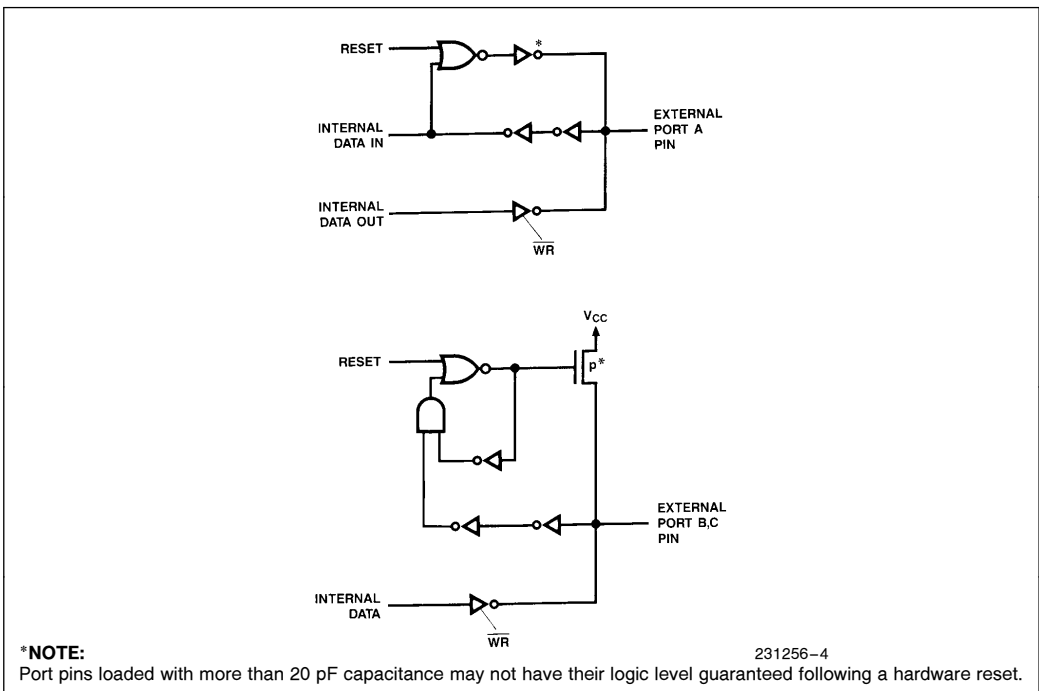 RESET
*
INTERNAL
DATA IN
EXTERNAL
PORT A
PIN
INTERNAL
DATA OUT
WR
VCC
RESET
p*
EXTERNAL
PORT B,C
PIN
INTERNAL
DATA
WR
*NOTE:
231256–4
Port pins loaded with more than 20 pF capacitance may not have their logic level guaranteed following a hardware reset.